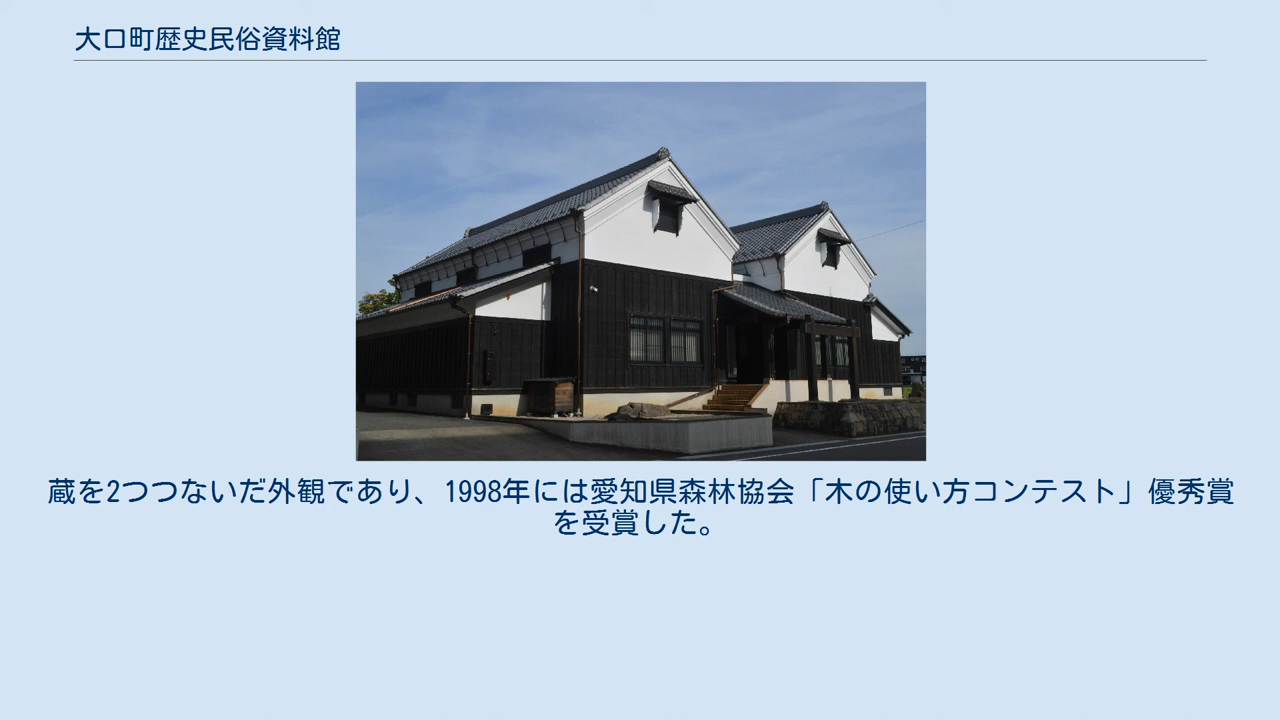 大口町歴史民俗資料館
蔵を2つつないだ外観であり、1998年には愛知県森林協会「木の使い方コンテスト」優秀賞
を受賞した。